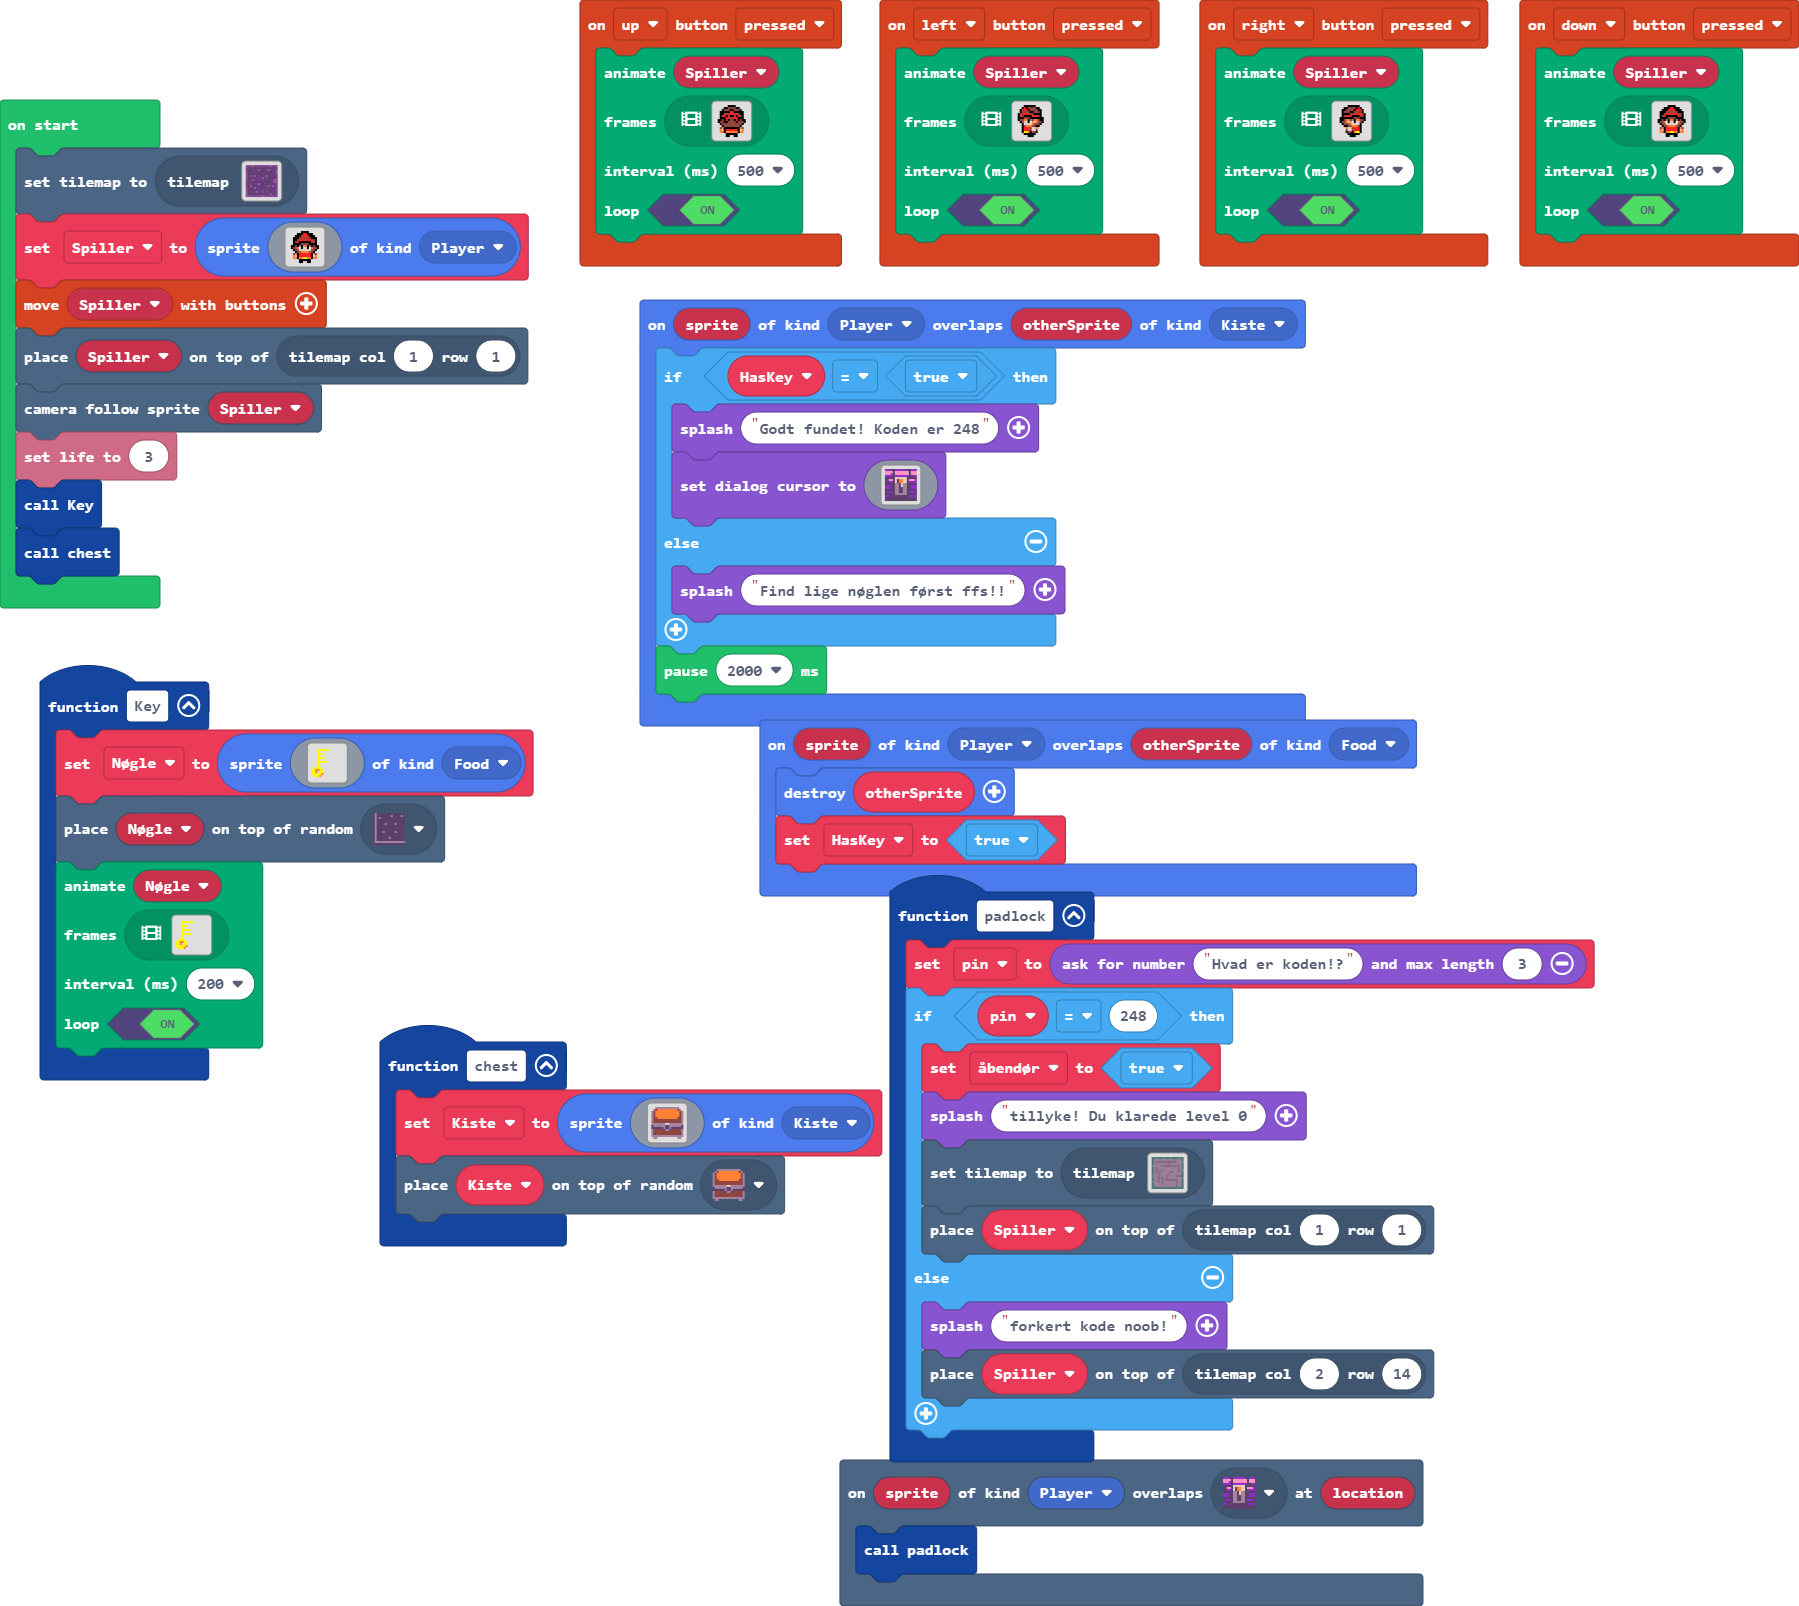 on start
set tilemap to tilemap
set Spiller to sprite of kind Player
move Spiller with buttons
place Spiller on top of tilemap col 1 row 1
camera follow sprite Spiller
set life to 3
call Key
call chest
on up button pressed
animate Spiller
frames
interval (ms) 500
loop ON
on left button pressed
animate Spiller
frames
interval (ms) 500
loop ON
on right button pressed
animate Spiller
frames
interval (ms) 500
loop ON
on down button pressed
animate Spiller
frames
interval (ms) 500
loop ON
on sprite of kind Player overlaps otherSprite of kind Kiste
if HasKey = true then
splash "Godt fundet! Koden er 248"
set dialog cursor to
else
splash "Find lige nøglen først ffs!!"
pause 2000 ms
on sprite of kind Player overlaps otherSprite of kind Food
destroy otherSprite
set HasKey to true
function Key
set Nøgle to sprite of kind Food
place Nøgle on top of random
animate Nøgle
frames
interval (ms) 200
loop ON
function chest
set Kiste to sprite of kind Kiste
place Kiste on top of random
function padlock
set pin to ask for number "Hvad er koden!?" and max length 3
if pin = 248 then
set åbendør to true
splash "tillyke! Du klarede level 0"
set tilemap to tilemap
place Spiller on top of tilemap col 1 row 1
else
splash "forkert kode noob!"
place Spiller on top of tilemap col 2 row 14
on sprite of kind Player overlaps at location
call padlock